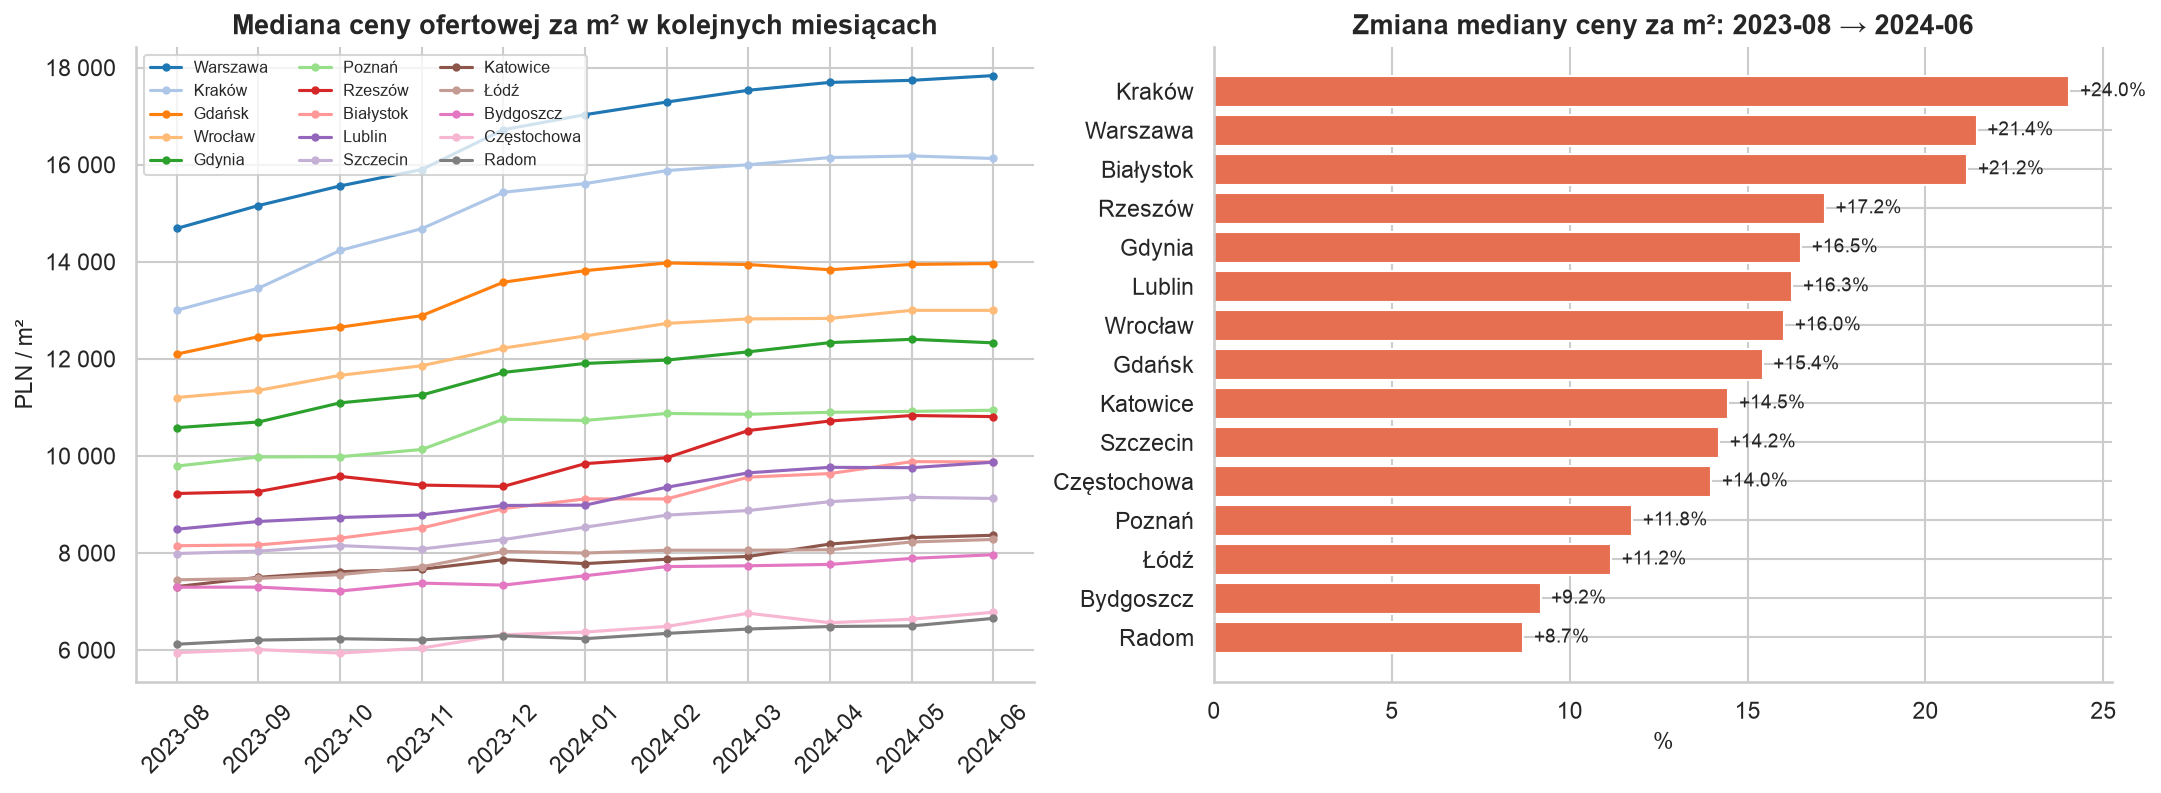 Mediana ceny ofertowej za m² w kolejnych miesiącach
PLN / m²
18 000
16 000
14 000
12 000
10 000
8 000
6 000
Warszawa
Kraków
Gdańsk
Wrocław
Gdynia
Poznań
Rzeszów
Białystok
Lublin
Szczecin
Katowice
Łódź
Bydgoszcz
Częstochowa
Radom
2023-08
2023-09
2023-10
2023-11
2023-12
2024-01
2024-02
2024-03
2024-04
2024-05
2024-06
Zmiana mediany ceny za m²: 2023-08 → 2024-06
Kraków +24.0%
Warszawa +21.4%
Białystok +21.2%
Rzeszów +17.2%
Gdynia +16.5%
Lublin +16.3%
Wrocław +16.0%
Gdańsk +15.4%
Katowice +14.5%
Szczecin +14.2%
Częstochowa +14.0%
Poznań +11.8%
Łódź +11.2%
Bydgoszcz +9.2%
Radom +8.7%
0 5 10 15 20 25
%